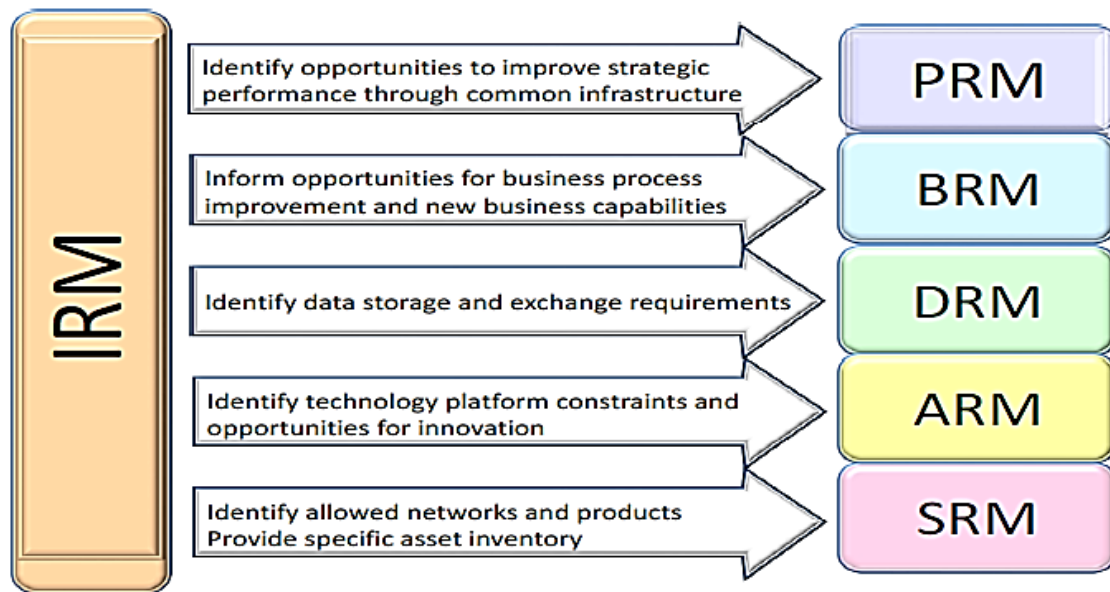 IRM
Identify opportunities to improve strategic
performance through common infrastructure
PRM
Inform opportunities for business process
improvement and new business capabilities
BRM
Identify data storage and exchange requirements
DRM
Identify technology platform constraints and
opportunities for innovation
ARM
Identify allowed networks and products
Provide specific asset inventory
SRM